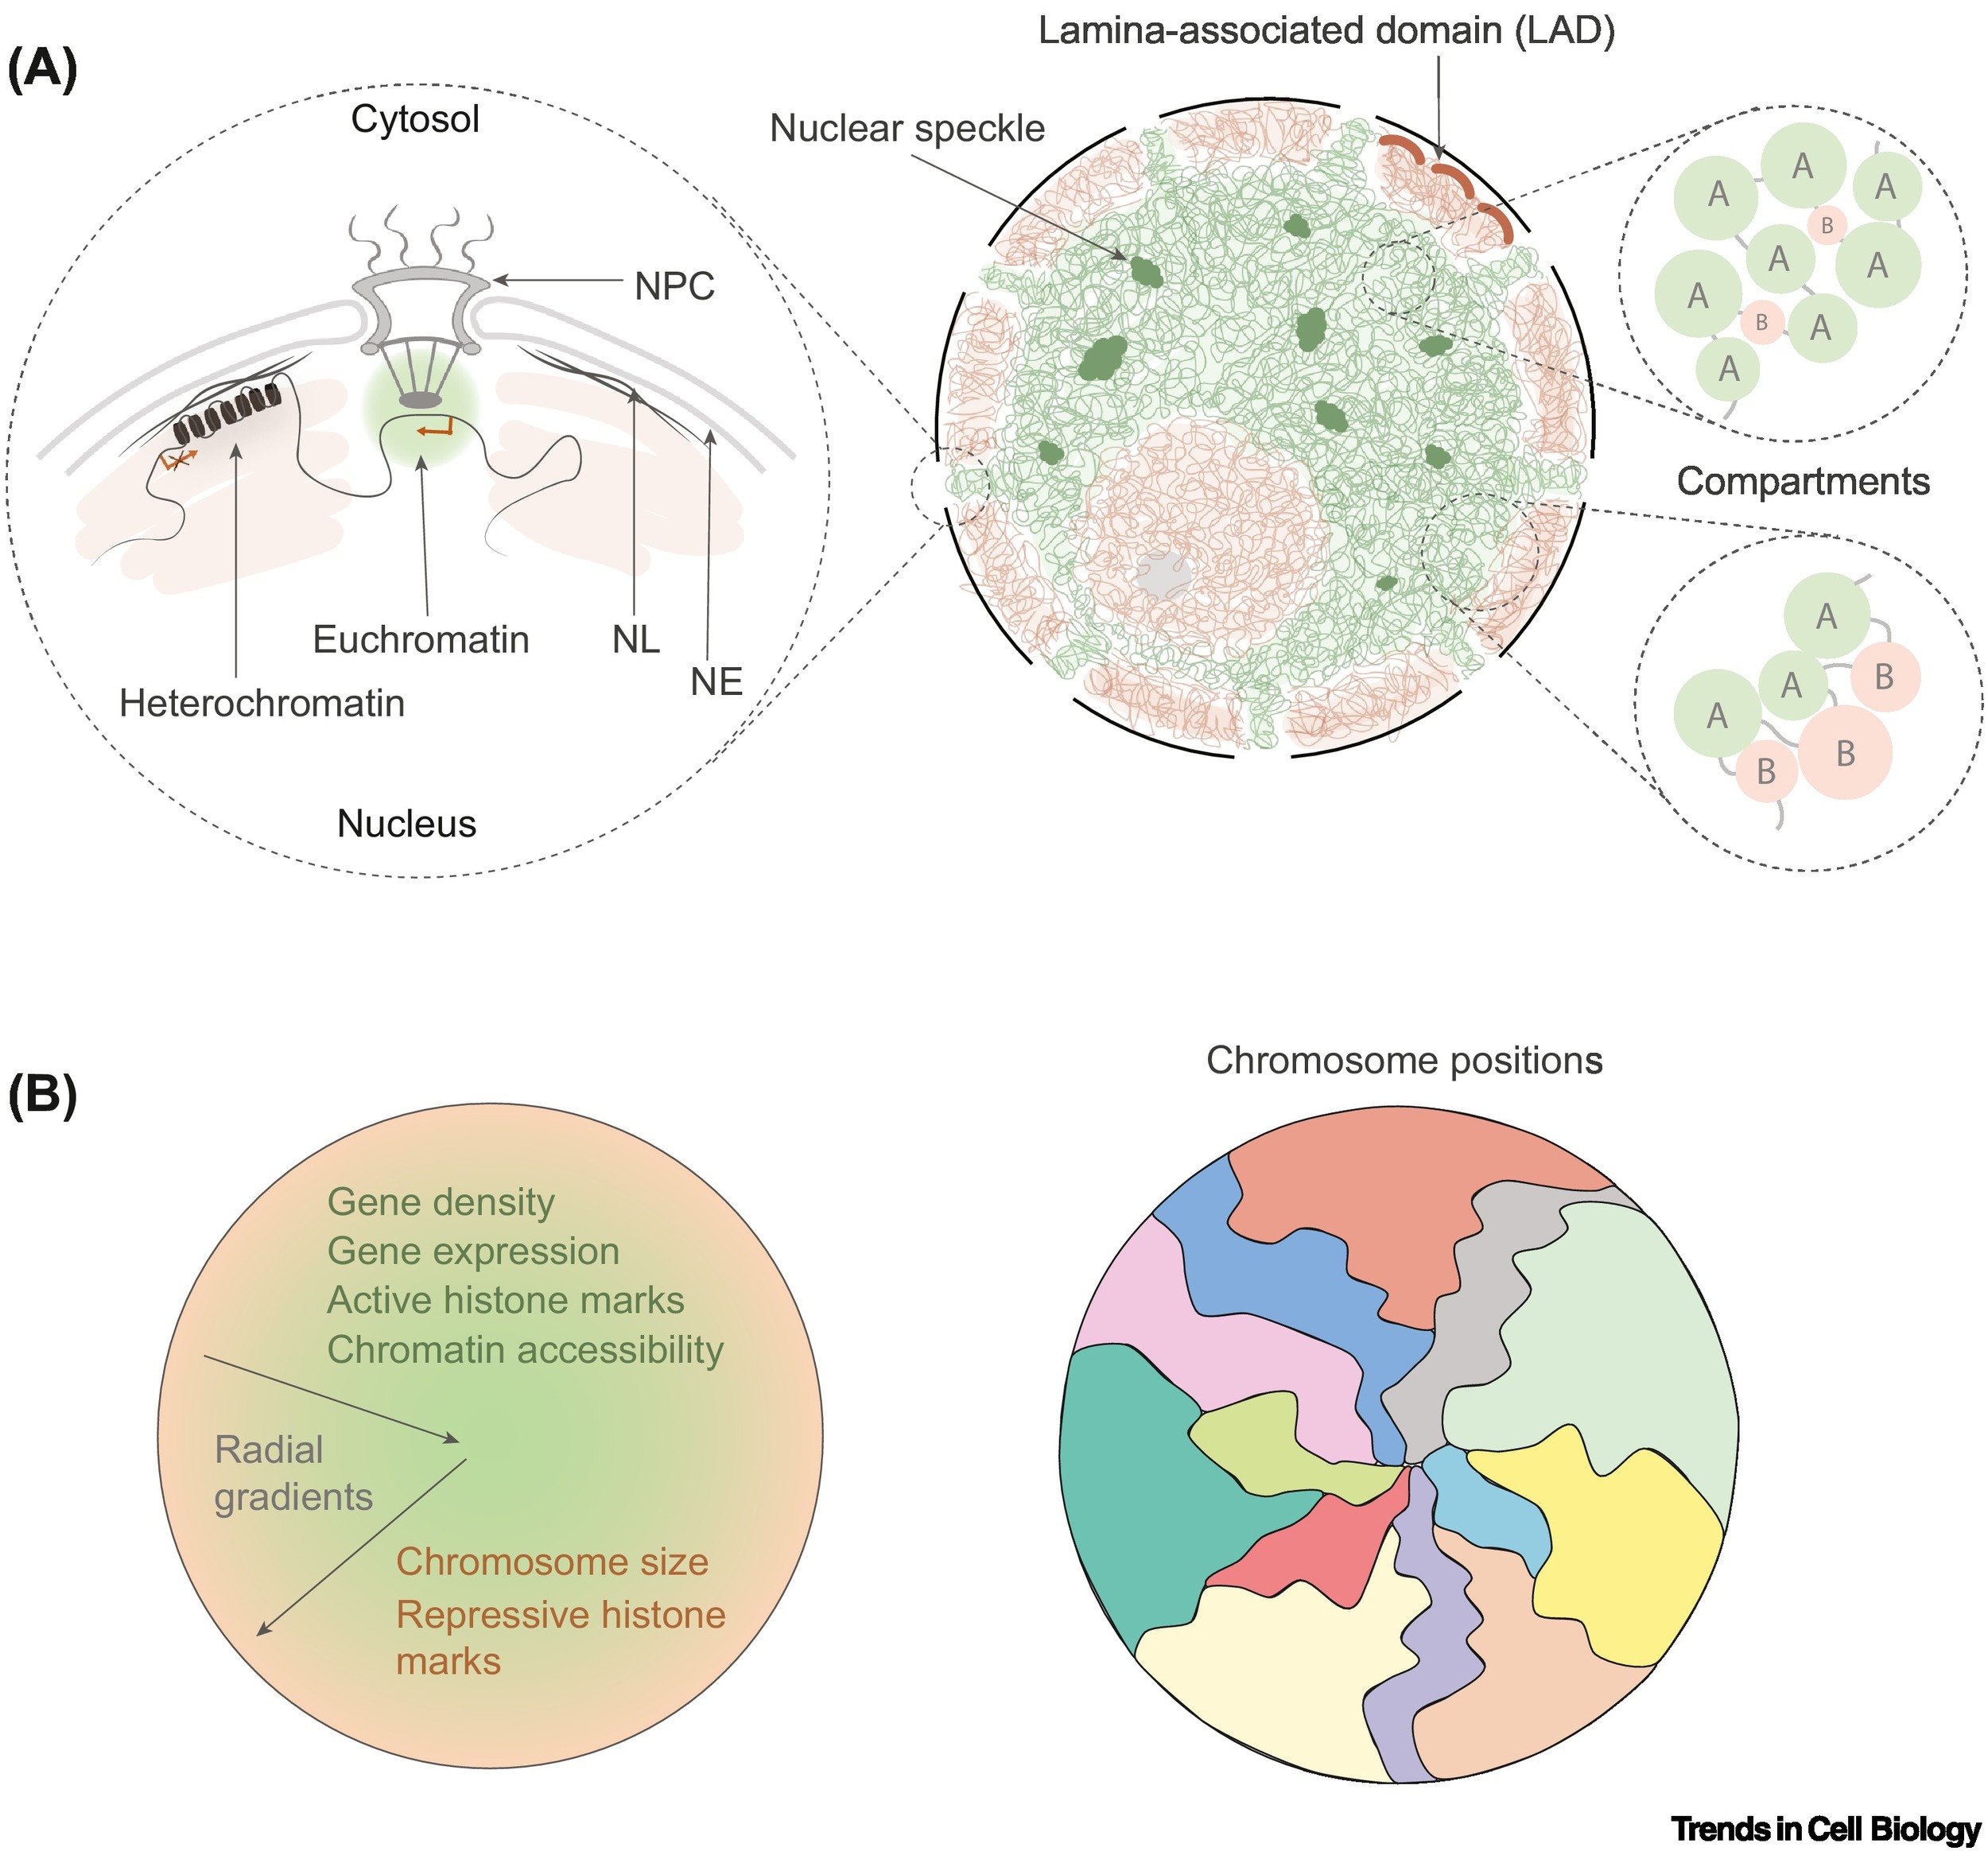 (A)
Cytosol
NPC
Euchromatin
NL
NE
Heterochromatin
Nucleus
Lamina-associated domain (LAD)
Nuclear speckle
A
A
A
B
A
A
A
B
A
A
Compartments
A
B
A
A
B
B
(B)
Gene density
Gene expression
Active histone marks
Chromatin accessibility
Radial
gradients
Chromosome size
Repressive histone
marks
Chromosome positions
Trends in Cell Biology